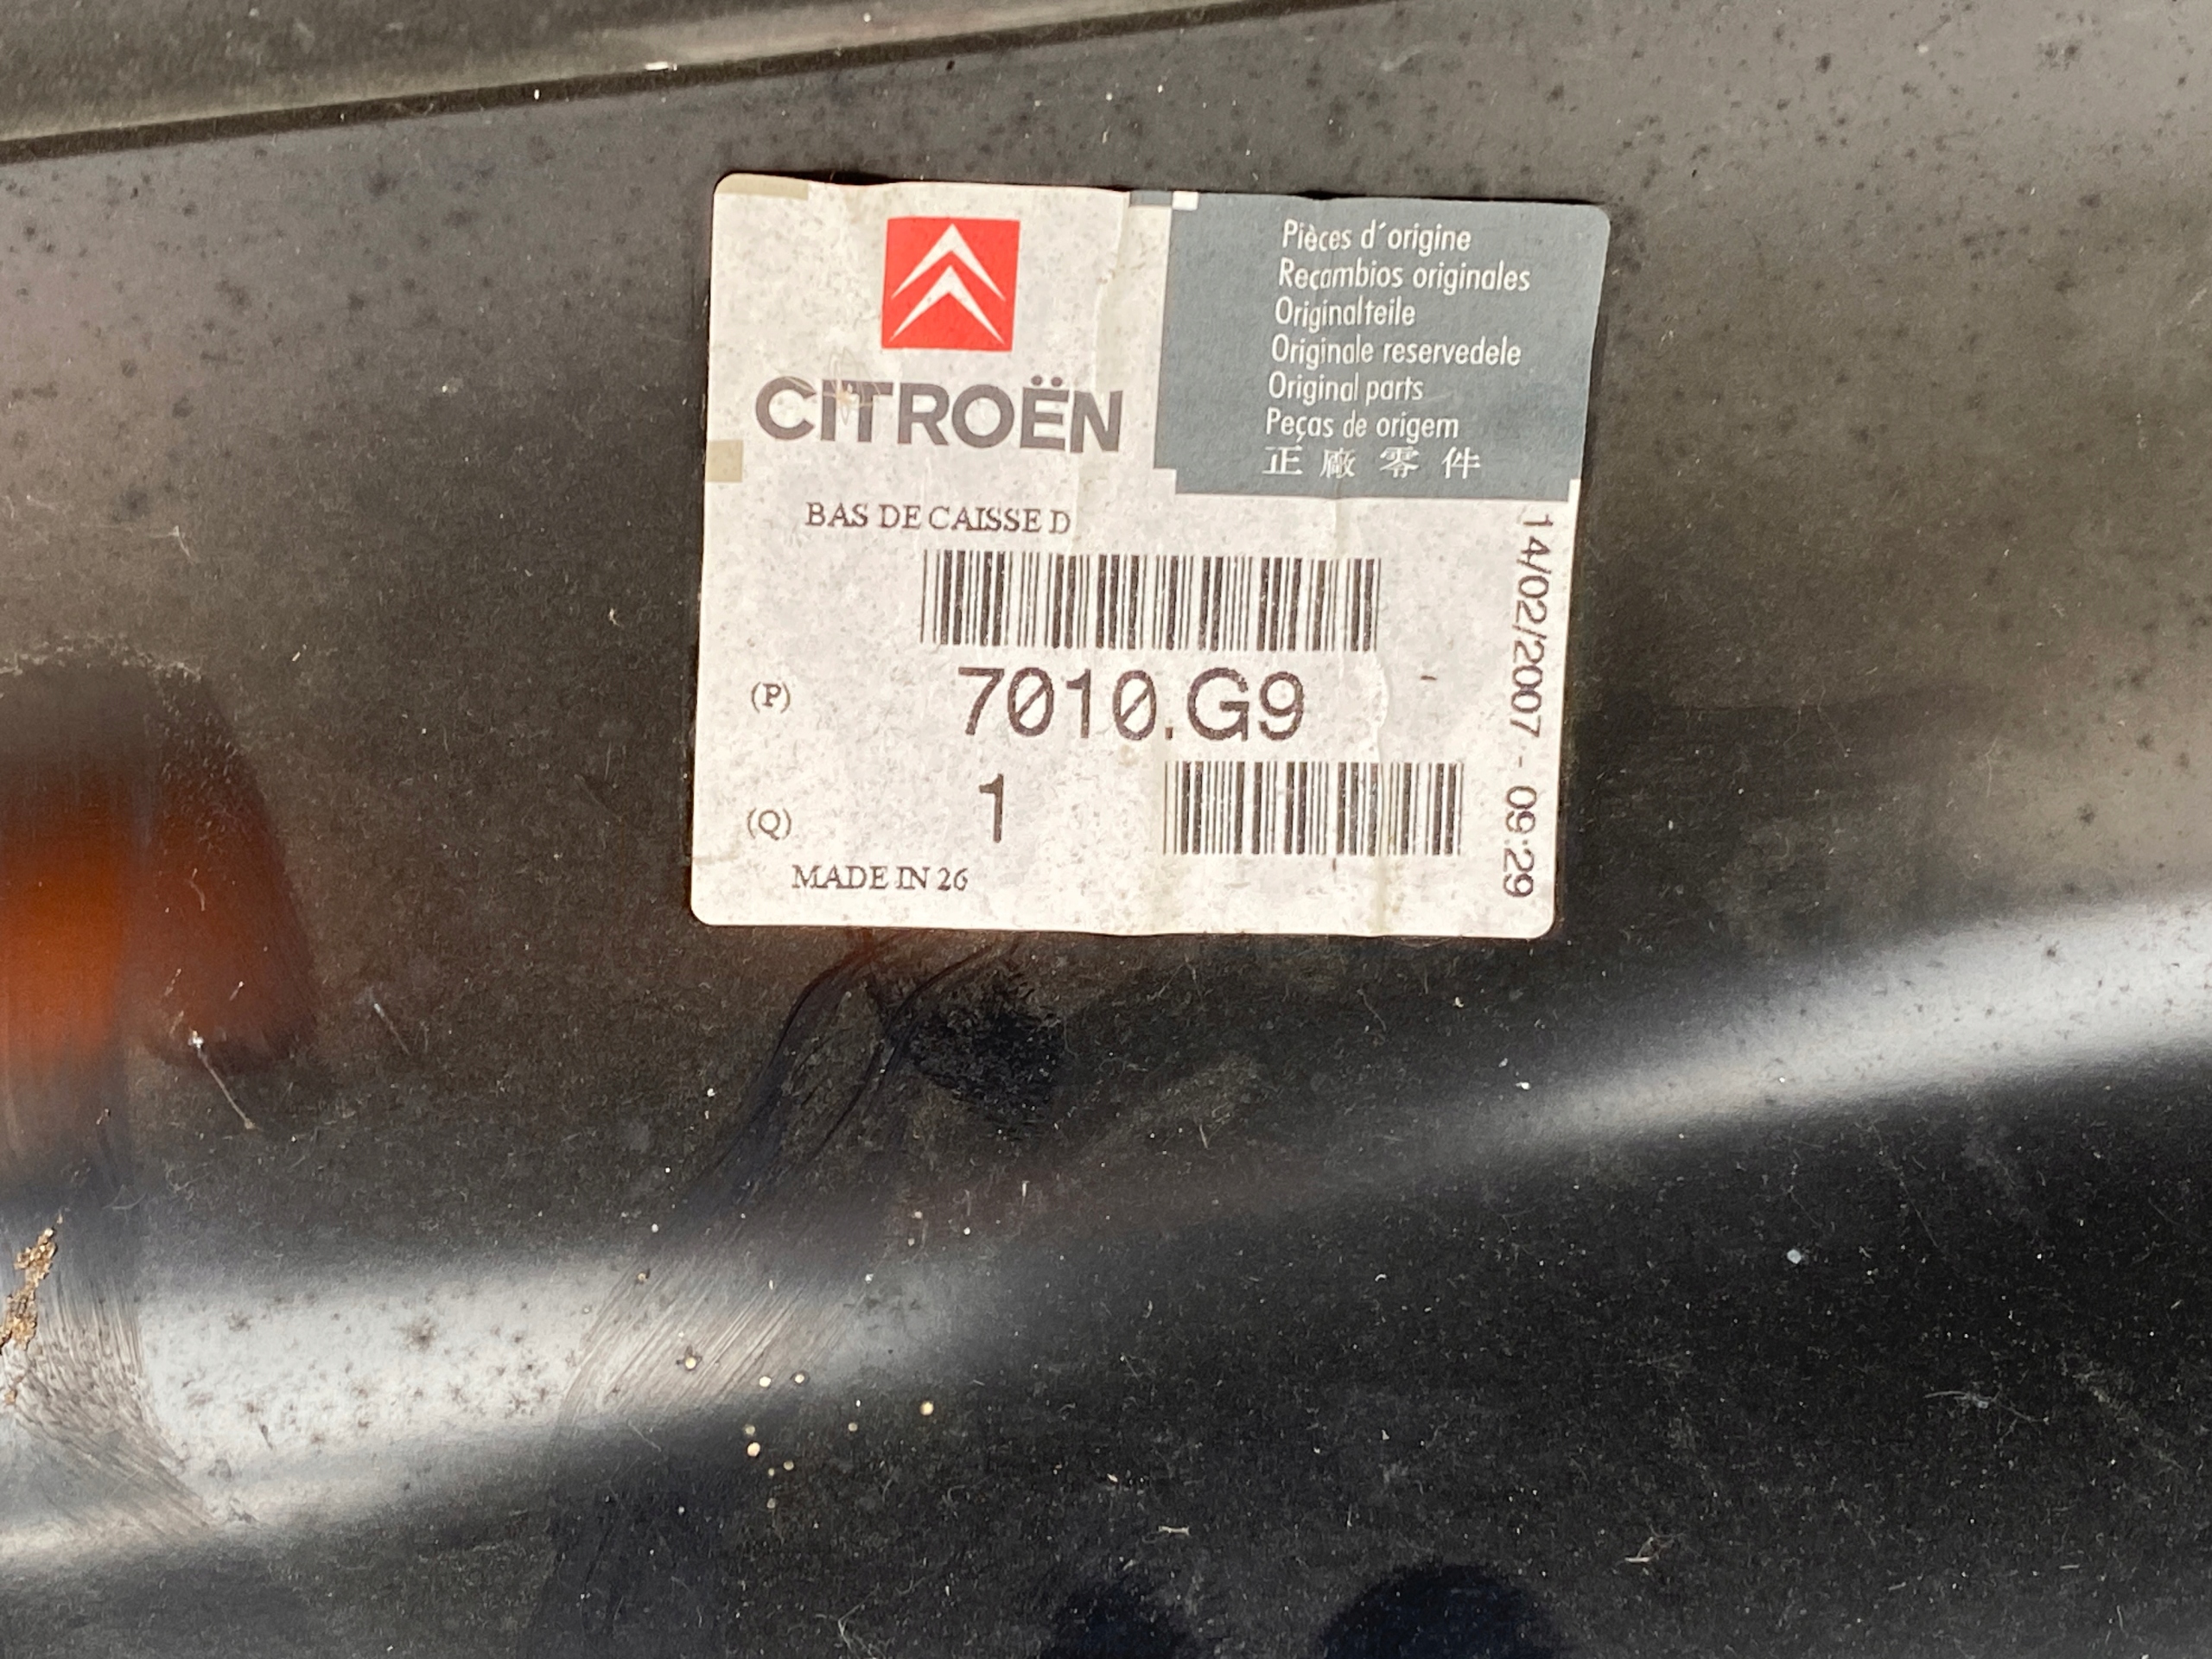 CITROËN
Pièces d´origine
Recambios originales
Originalteile
Originale reservedele
Original parts
Peças de origem
正 廠 零 件
BAS DE CAISSE D
(P) 7010.G9
(Q) 1
MADE IN 26
14/02/2007 - 09:29